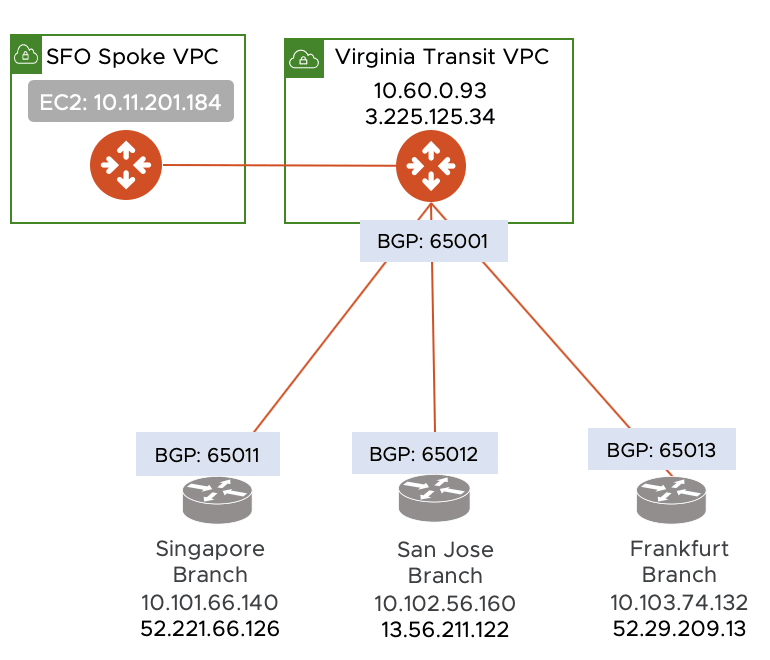 SFO Spoke VPC
EC2: 10.11.201.184
Virginia Transit VPC
10.60.0.93
3.225.125.34
BGP: 65001
BGP: 65011
BGP: 65012
BGP: 65013
Singapore
Branch
10.101.66.140
52.221.66.126
San Jose
Branch
10.102.56.160
13.56.211.122
Frankfurt
Branch
10.103.74.132
52.29.209.13